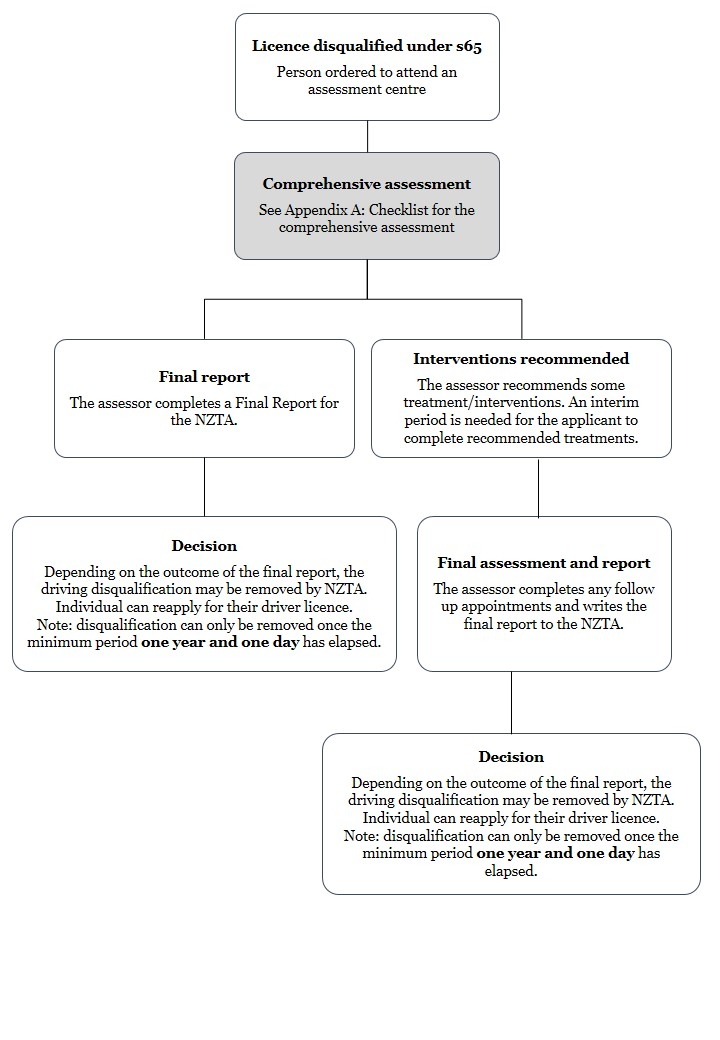 Licence disqualified under s65
Person ordered to attend an
assessment centre
Comprehensive assessment
See Appendix A: Checklist for the
comprehensive assessment
Final report
The assessor completes a Final Report for
the NZTA.
Interventions recommended
The assessor recommends some
treatment/interventions. An interim
period is needed for the applicant to
complete recommended treatments.
Decision
Depending on the outcome of the final report, the
driving disqualification may be removed by NZTA.
Individual can reapply for their driver licence.
Note: disqualification can only be removed once the
minimum period one year and one day has elapsed.
Final assessment and report
The assessor completes any follow
up appointments and writes the
final report to the NZTA.
Decision
Depending on the outcome of the final report, the
driving disqualification may be removed by NZTA.
Individual can reapply for their driver licence.
Note: disqualification can only be removed once the
minimum period one year and one day has
elapsed.